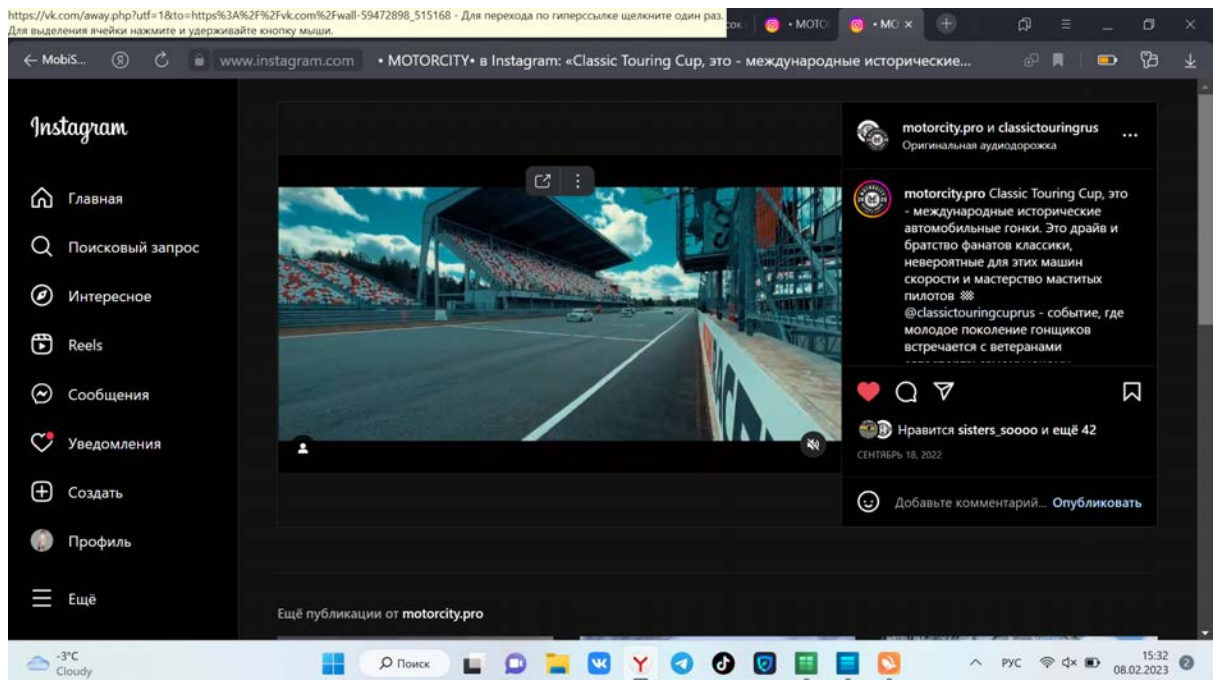 https://vk.com/away.php?utf=1&to=https%3A%2F%2Fvk.com%2Fwall-59472898_515168 - Для перехода по гиперссылке щелкните один раз.
Для выделения ячейки нажмите и удерживайте кнопку мыши.
• МОТО
• МО
← MobiS...
www.instagram.com
• MOTORCITY• в Instagram: «Classic Touring Cup, это - международные исторические...
Instagram
Главная
Поисковый запрос
Интересное
Reels
Сообщения
Уведомления
Создать
Профиль
Ещё
motorcity.pro и classictouringrus
Оригинальная аудиодорожка
motorcity.pro Classic Touring Cup, это
- международные исторические
автомобильные гонки. Это драйв и
братство фанатов классики,
невероятные для этих машин
скорости и мастерство маститых
пилотов
@classictouringcuprus - событие, где
молодое поколение гонщиков
встречается с ветеранами
Нравится sisters_soooo и ещё 42
СЕНТЯБРЬ 18, 2022
Добавьте комментарий... Опубликовать
Ещё публикации от motorcity.pro
-3°C
Cloudy
Поиск
РУС
15:32
08.02.2023
2